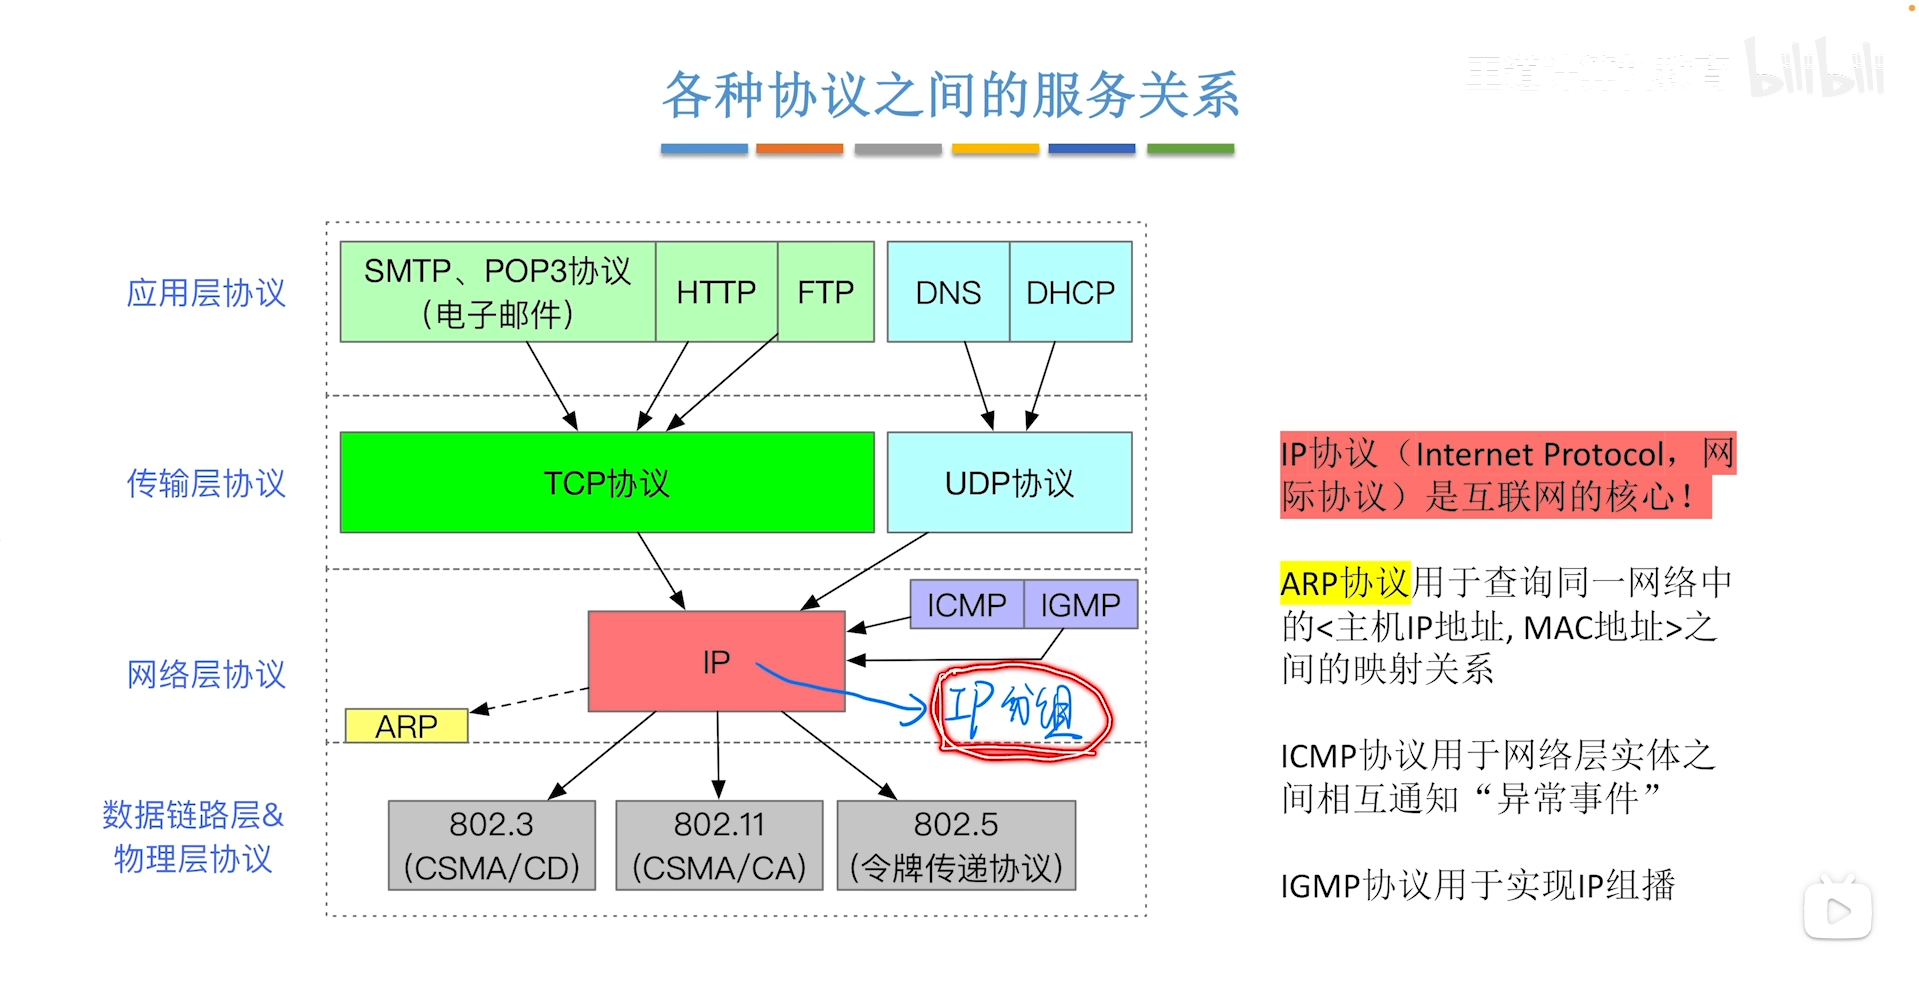 各种协议之间的服务关系
bilibili
应用层协议
SMTP、POP3协议
（电子邮件）
HTTP
FTP
DNS
DHCP
传输层协议
TCP协议
UDP协议
网络层协议
ICMP
IGMP
IP
IP分组
ARP
数据链路层&
物理层协议
802.3
（CSMA/CD）
802.11
（CSMA/CA）
802.5
（令牌传递协议）
IP协议（Internet Protocol，网
际协议）是互联网的核心！
ARP协议用于查询同一网络中
的<主机IP地址, MAC地址>之
间的映射关系
ICMP协议用于网络层实体之
间相互通知“异常事件”
IGMP协议用于实现IP组播